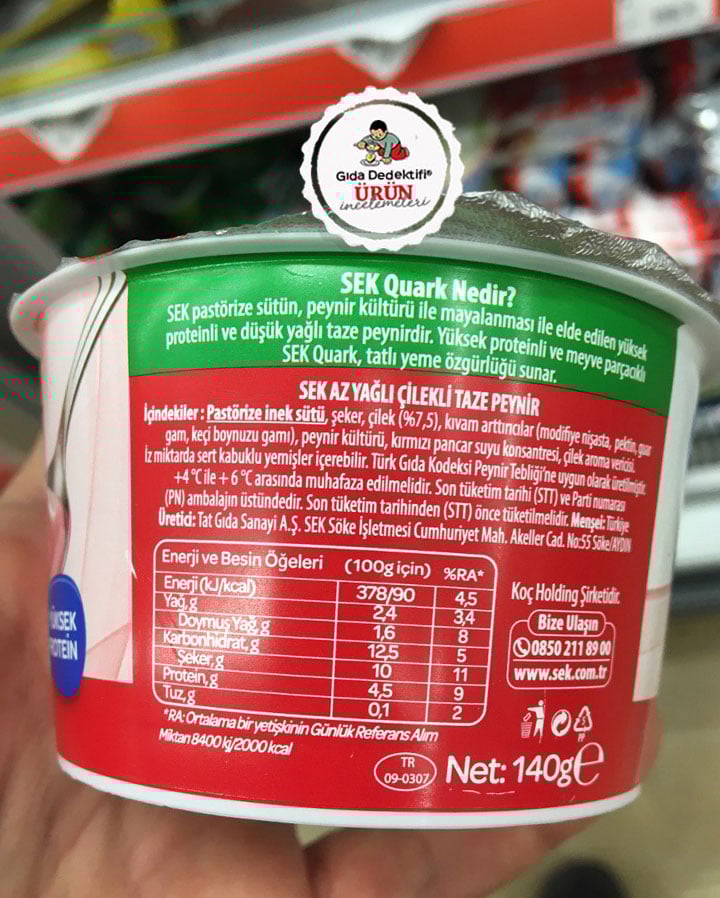 Gıda Dedektifi®
ÜRÜN
incelemeleri
SEK Quark Nedir?
SEK pastörize sütün, peynir kültürü ile mayalanması ile elde edilen yüksek
proteinli ve düşük yağlı taze peynirdir. Yüksek proteinli ve meyve parçacıklı
SEK Quark, tatlı yeme özgürlüğü sunar.
SEK AZ YAĞLI ÇİLEKLİ TAZE PEYNİR
İçindekiler : Pastörize inek sütü, şeker, çilek (%7,5), kıvam arttırıcılar (modifiye nişasta, pektin, guar
gam, keçi boynuzu gamı), peynir kültürü, kırmızı pancar suyu konsantresi, çilek aroma vericisi.
İz miktarda sert kabuklu yemişler içerebilir. Türk Gıda Kodeksi Peynir Tebliği'ne uygun olarak üretilmiştir.
+4 °C ile + 6 °C arasında muhafaza edilmelidir. Son tüketim tarihi (STT) ve Parti numarası
(PN) ambalajın üstündedir. Son tüketim tarihinden (STT) önce tüketilmelidir. Menşei: Türkiye
Üretici: Tat Gıda Sanayi A.Ş. SEK Söke İşletmesi Cumhuriyet Mah. Akeller Cad. No:55 Söke/AYDIN
Enerji ve Besin Öğeleri (100g için) %RA*
Enerji (kJ/kcal) 378/90 4,5
Yağ, g 2,4 3,4
Doymuş Yağ, g 1,6 8
Karbonhidrat, g 12,5 5
Şeker, g 10 11
Protein, g 4,5 9
Tuz, g 0,1 2
*RA: Ortalama bir yetişkinin Günlük Referans Alım
Miktarı 8400 kj/2000 kcal
Koç Holding Şirketidir.
Bize Ulaşın
0850 211 89 00
www.sek.com.tr
YÜKSEK
PROTEIN
5
PP
TR
09-0307
Net: 140g℮